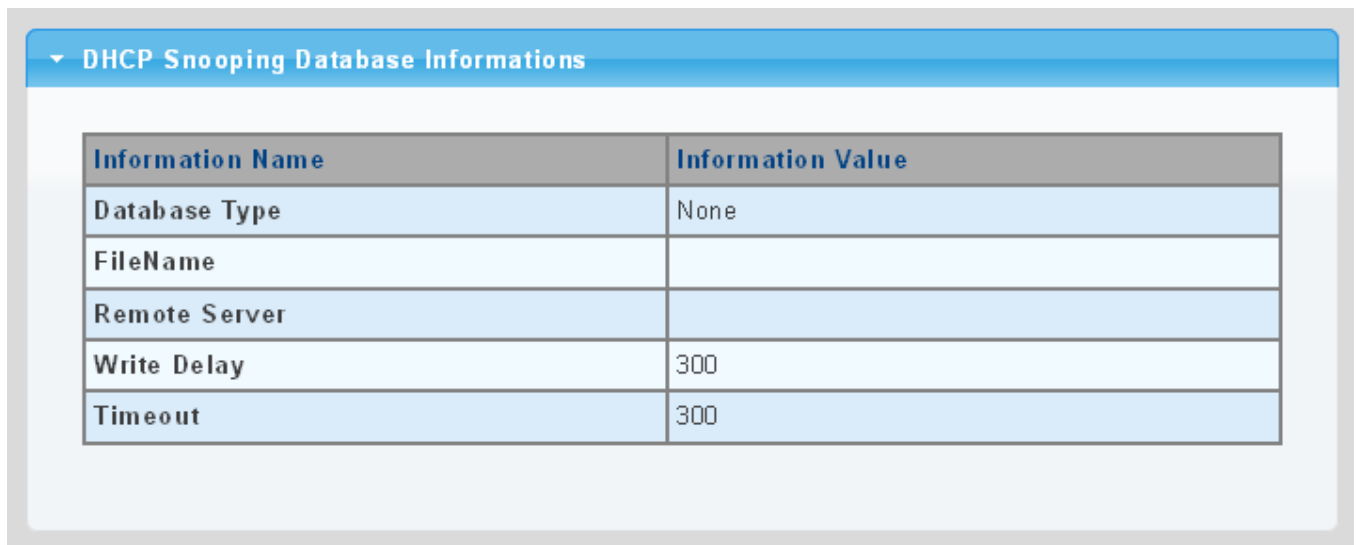 DHCP Snooping Database Informations
Information Name Information Value
Database Type None
FileName
Remote Server
Write Delay 300
Timeout 300